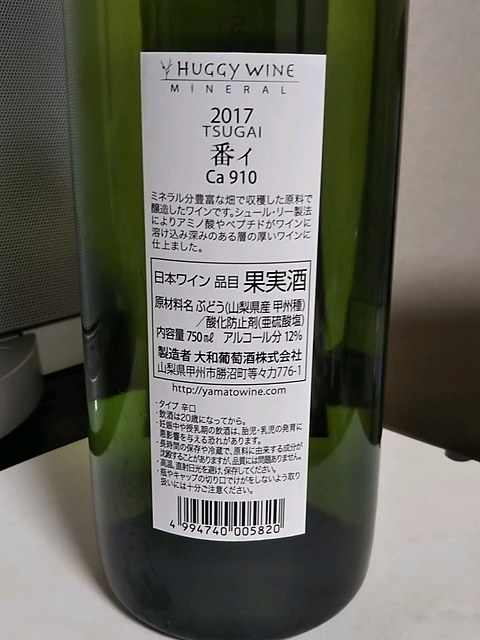 HUGGY WINE
MINERAL
2017
TSUGAI
番イ
Ca 910
ミネラル分豊富な畑で収穫した原料で
醸造したワインです。シュール・リー製法
によりアミノ酸やペプチドがワインに
溶け込み深みのある層の厚いワインに
仕上ました。
日本ワイン 品目 果実酒
原材料名 ぶどう(山梨県産 甲州種)
/酸化防止剤(亜硫酸塩)
内容量 750㎖ アルコール分 12%
製造者 大和葡萄酒株式会社
山梨県甲州市勝沼町等々力776-1
http://yamatowine.com
・タイプ 辛口
・飲酒は20歳になってから。
・妊娠中や授乳期の飲酒は、胎児・乳児の発育に
悪影響を与える恐れがあります。
・長時間の保存や冷蔵で、原料に由来する成分が
沈殿することがありますが、品質には問題ありません。
・高温、直射日光を避け、保存してください。
・瓶やキャップの切り口でけがをしないよう取り
扱いには十分ご注意ください。
4 994740 005820